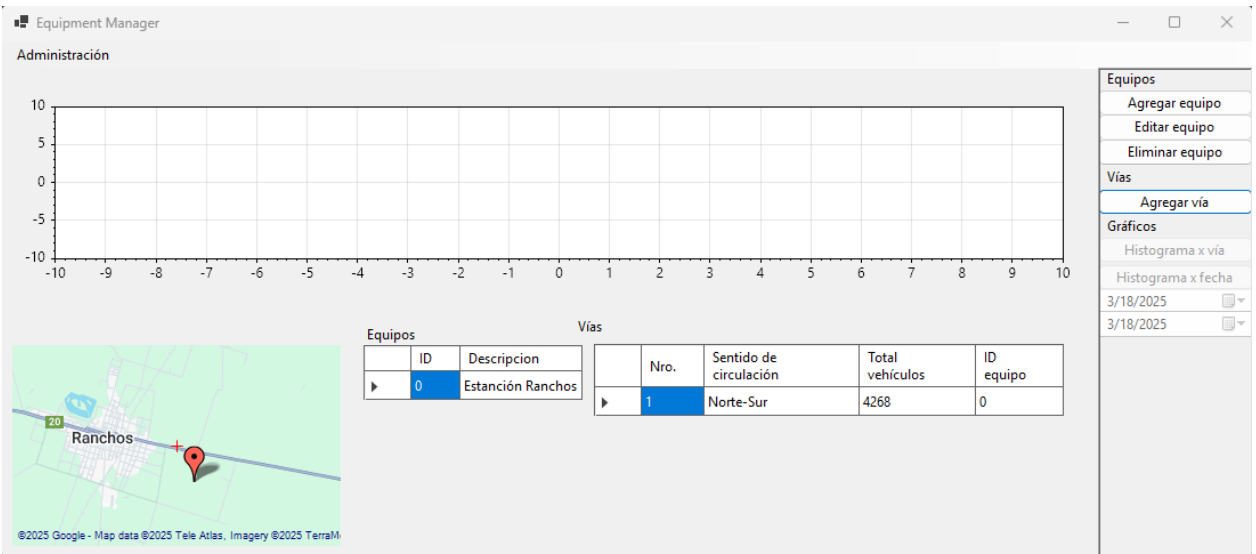 Equipment Manager
Administración
10
5
0
-5
-10
-10 -9 -8 -7 -6 -5 -4 -3 -2 -1 0 1 2 3 4 5 6 7 8 9 10
Equipos
Agregar equipo
Editar equipo
Eliminar equipo
Vías
Agregar vía
Gráficos
Histograma x vía
Histograma x fecha
3/18/2025
3/18/2025
Equipos
ID Descripcion
0 Estanción Ranchos
Vías
Nro. Sentido de circulación Total vehículos ID equipo
1 Norte-Sur 4268 0
20
Ranchos
©2025 Google - Map data ©2025 Tele Atlas, Imagery ©2025